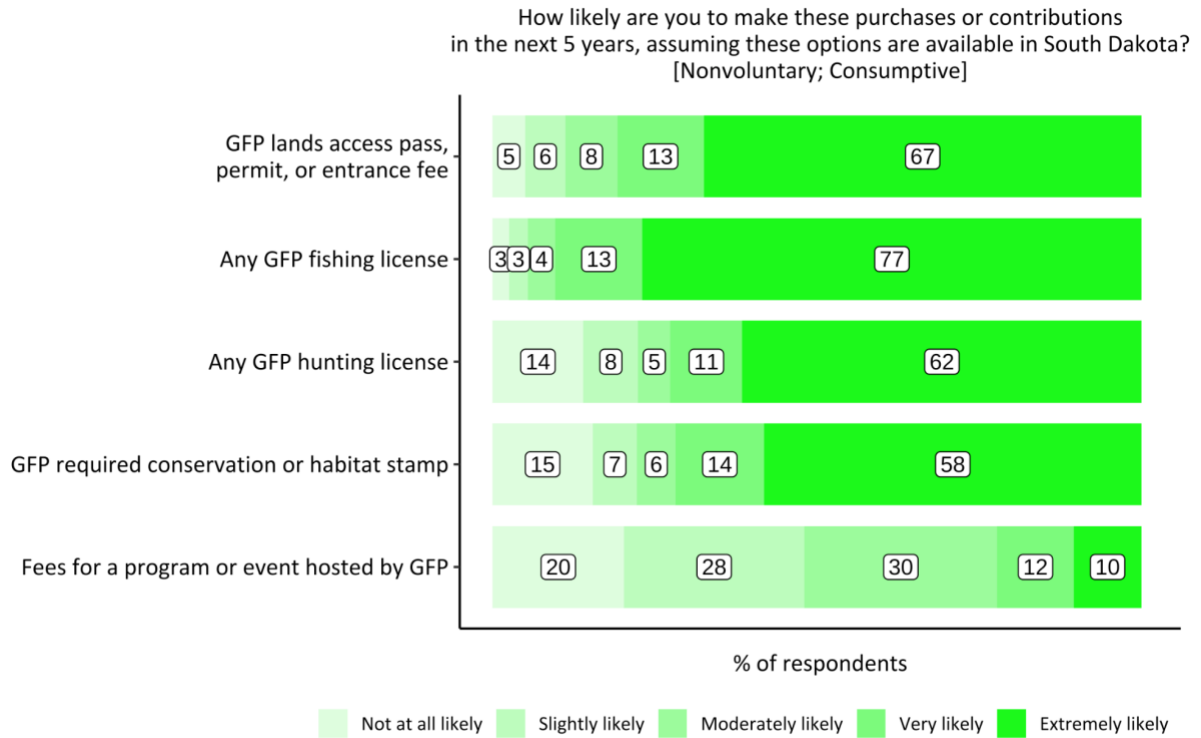 How likely are you to make these purchases or contributions
in the next 5 years, assuming these options are available in South Dakota?
[Nonvoluntary; Consumptive]
GFP lands access pass,
permit, or entrance fee
5 6 8 13 67
Any GFP fishing license
3 3 4 13 77
Any GFP hunting license
14 8 5 11 62
GFP required conservation or habitat stamp
15 7 6 14 58
Fees for a program or event hosted by GFP
20 28 30 12 10
% of respondents
Not at all likely Slightly likely Moderately likely Very likely Extremely likely